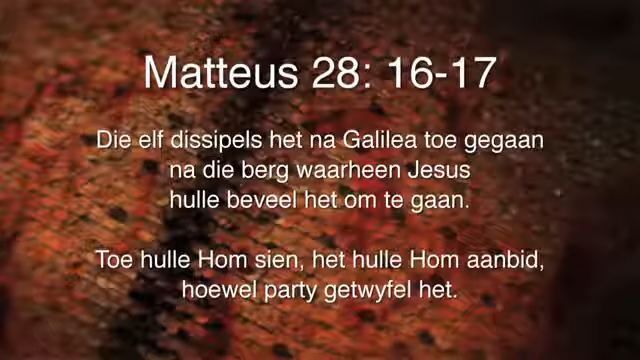 Matteus 28: 16-17
Die elf dissipels het na Galilea toe gegaan
na die berg waarheen Jesus
hulle beveel het om te gaan.
Toe hulle Hom sien, het hulle Hom aanbid,
hoewel party getwyfel het.